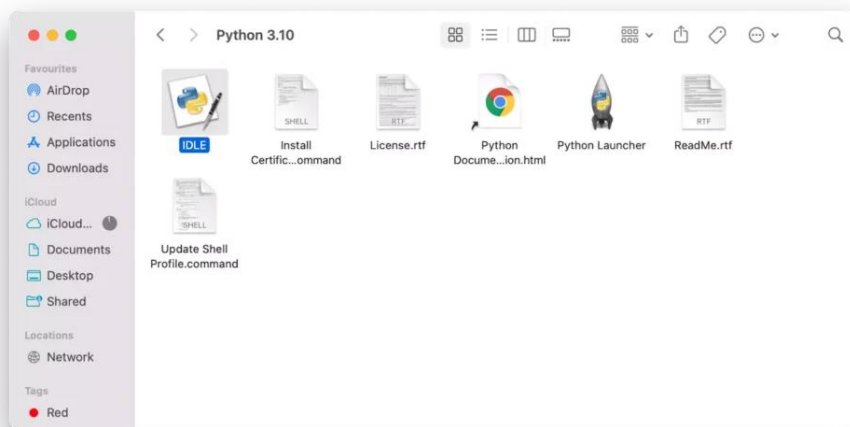 Python 3.10
Favourites
AirDrop
Recents
Applications
Downloads
iCloud
iCloud...
Documents
Desktop
Shared
Locations
Network
Tags
Red
IDLE
SHELL
Install
Certific...ommand
RTF
License.rtf
Python
Docume...ion.html
Python Launcher
RTF
ReadMe.rtf
SHELL
Update Shell
Profile.command